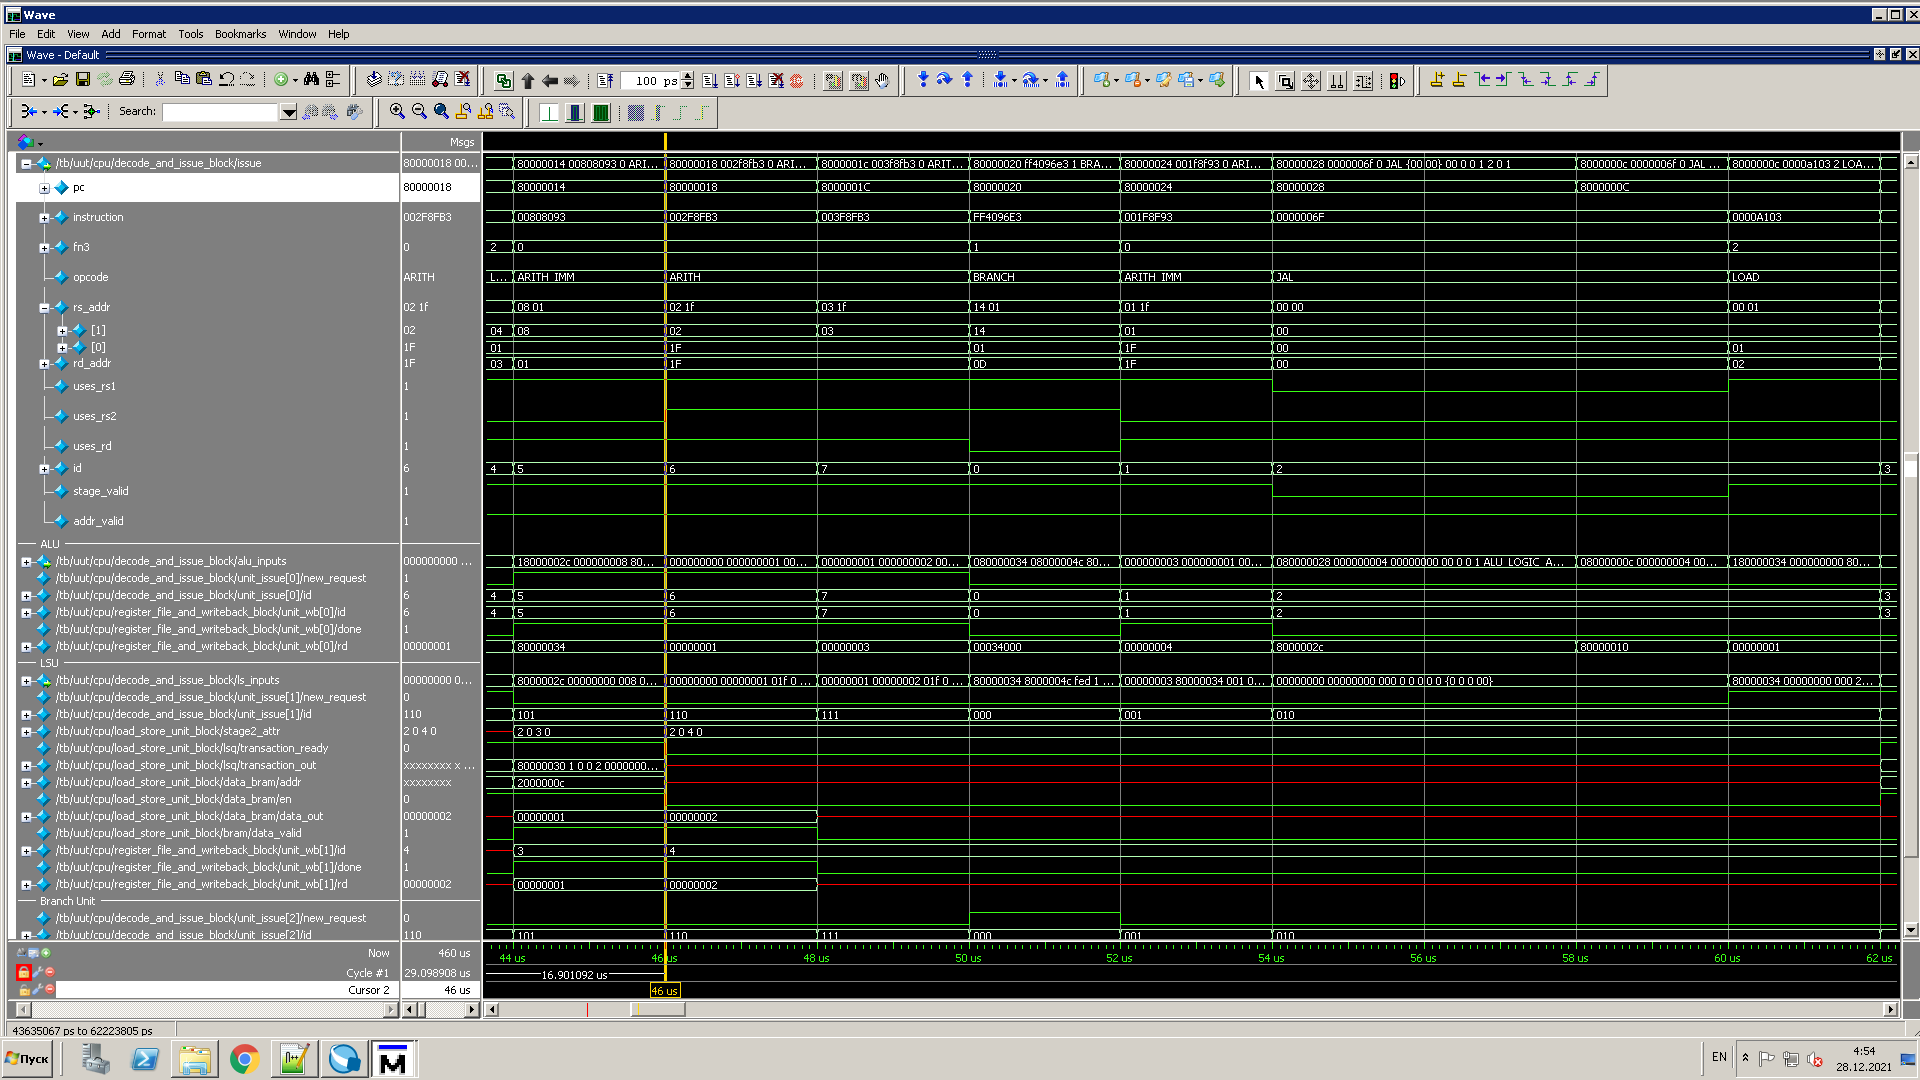 Wave
File Edit View Add Format Tools Bookmarks Window Help
Wave - Default
100 ps
Search:
Msgs
/tb/uut/cpu/decode_and_issue_block/issue 80000018 00... 80000014 00808093 0 ARI... 80000018 002f8fb3 0 ARI... 8000001c 003f8fb3 0 ARIT... 80000020 ff4096e3 1 BRA... 80000024 001f8f93 0 ARI... 80000028 0000006f 0 JAL {00 00} 00 0 0 1 2 0 1 8000000c 0000006f 0 JAL ... 8000000c 0000a103 2 LOA...
pc 80000018 80000014 80000018 8000001C 80000020 80000024 80000028 8000000C
instruction 002F8FB3 00808093 002F8FB3 003F8FB3 FF4096E3 001F8F93 0000006F 0000A103
fn3 0 2 0 1 0 2
opcode ARITH L... ARITH_IMM ARITH BRANCH ARITH_IMM JAL LOAD
rs_addr 02 1f 08 01 02 1f 03 1f 14 01 01 1f 00 00 00 01
[1] 02 04 08 02 03 14 01 00
[0] 1F 01 1F 01 1F 00 01
rd_addr 1F 03 01 1F 0D 1F 00 02
uses_rs1 1
uses_rs2 1
uses_rd 1
id 6 4 5 6 7 0 1 2 3
stage_valid 1
addr_valid 1
ALU
/tb/uut/cpu/decode_and_issue_block/alu_inputs 000000000 ... 18000002c 000000008 80... 000000000 000000001 00... 000000001 000000002 00... 080000034 08000004c 80... 000000003 000000001 00... 080000028 000000004 00000000 00 0 0 1 ALU_LOGIC_A... 08000000c 000000004 00... 180000034 000000000 80...
/tb/uut/cpu/decode_and_issue_block/unit_issue[0]/new_request 1
/tb/uut/cpu/decode_and_issue_block/unit_issue[0]/id 6 4 5 6 7 0 1 2 3
/tb/uut/cpu/register_file_and_writeback_block/unit_wb[0]/id 6 4 5 6 7 0 1 2 3
/tb/uut/cpu/register_file_and_writeback_block/unit_wb[0]/done 1
/tb/uut/cpu/register_file_and_writeback_block/unit_wb[0]/rd 00000001 80000034 00000001 00000003 00034000 00000004 8000002c 80000010 00000001
LSU
/tb/uut/cpu/decode_and_issue_block/ls_inputs 00000000 0... 8000002c 00000000 008 0... 00000000 00000001 01f 0 ... 00000001 00000002 01f 0 ... 80000034 8000004c fed 1 ... 00000003 80000034 001 0... 00000000 00000000 000 0 0 0 0 0 {0 0 0 00} 80000034 00000000 000 2...
/tb/uut/cpu/decode_and_issue_block/unit_issue[1]/new_request 0
/tb/uut/cpu/decode_and_issue_block/unit_issue[1]/id 110 101 110 111 000 001 010
/tb/uut/cpu/load_store_unit_block/stage2_attr 2 0 4 0 2 0 3 0 2 0 4 0
/tb/uut/cpu/load_store_unit_block/lsq/transaction_ready 0
/tb/uut/cpu/load_store_unit_block/lsq/transaction_out xxxxxxxx x ... 80000030 1 0 0 2 0000000...
/tb/uut/cpu/load_store_unit_block/data_bram/addr xxxxxxxx 2000000c
/tb/uut/cpu/load_store_unit_block/data_bram/en 0
/tb/uut/cpu/load_store_unit_block/data_bram/data_out 00000002 00000001 00000002
/tb/uut/cpu/load_store_unit_block/bram/data_valid 1
/tb/uut/cpu/register_file_and_writeback_block/unit_wb[1]/id 4 3 4
/tb/uut/cpu/register_file_and_writeback_block/unit_wb[1]/done 1
/tb/uut/cpu/register_file_and_writeback_block/unit_wb[1]/rd 00000002 00000001 00000002
Branch Unit
/tb/uut/cpu/decode_and_issue_block/unit_issue[2]/new_request 0
/tb/uut/cpu/decode_and_issue_block/unit_issue[2]/id 110 101 110 111 000 001 010
Now 460 us 44 us 46 us 48 us 50 us 52 us 54 us 56 us 58 us 60 us 62 us
Cycle #1 29.098908 us 16.901092 us
Cursor 2 46 us 46 us
43635067 ps to 62223805 ps
Пуск
EN
4:54
28.12.2021